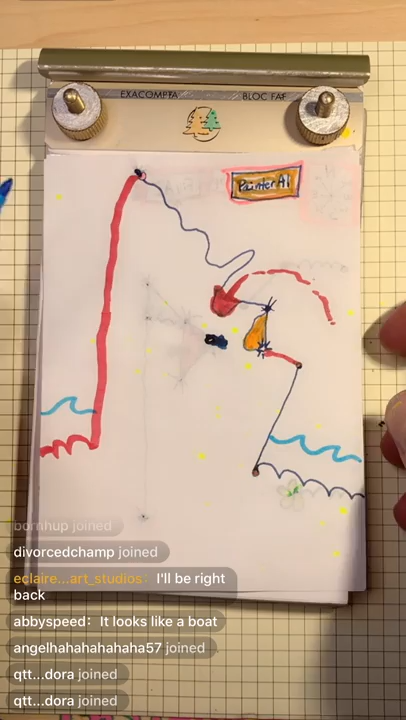 EXACOMPTA BLOC FAF
Painter AI
bornhup joined
divorcedchamp joined
eclaire...art_studios: I'll be right
back
abbyspeed: It looks like a boat
angelhahahahahaha57 joined
qtt...dora joined
qtt...dora joined